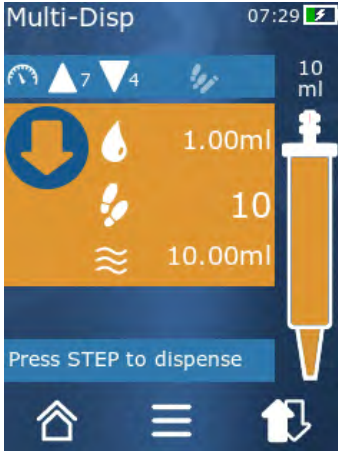 Multi-Disp 07:29
7 4
10
ml
1.00ml
10
10.00ml
Press STEP to dispense